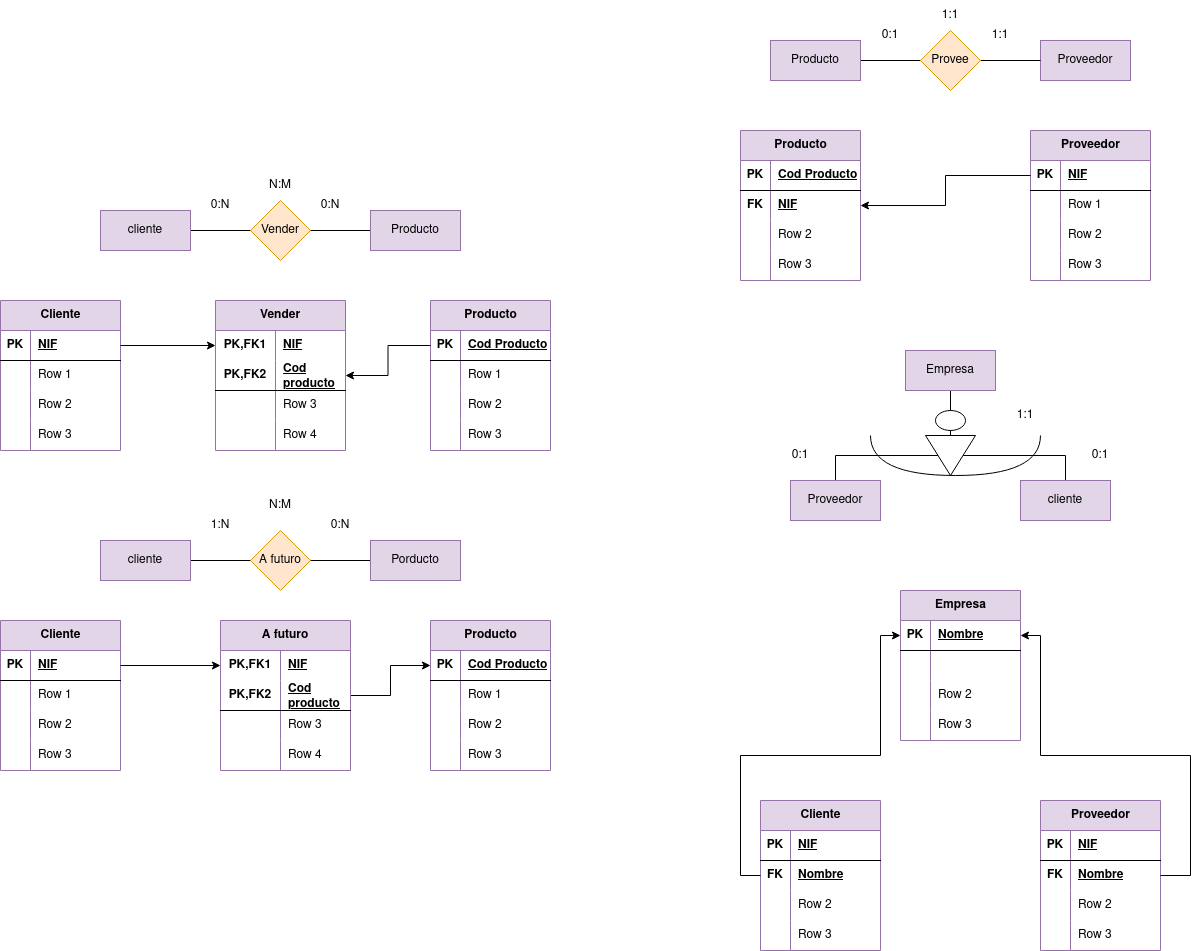 N:M
0:N
0:N
cliente
Vender
Producto
Cliente
PK
NIF
Row 1
Row 2
Row 3
Vender
PK,FK1
NIF
PK,FK2
Cod
producto
Row 3
Row 4
Producto
PK
Cod Producto
Row 1
Row 2
Row 3
N:M
1:N
0:N
cliente
A futuro
Porducto
Cliente
PK
NIF
Row 1
Row 2
Row 3
A futuro
PK,FK1
NIF
PK,FK2
Cod
producto
Row 3
Row 4
Producto
PK
Cod Producto
Row 1
Row 2
Row 3
1:1
0:1
1:1
Producto
Provee
Proveedor
Producto
PK
Cod Producto
FK
NIF
Row 2
Row 3
Proveedor
PK
NIF
Row 1
Row 2
Row 3
Empresa
1:1
0:1
0:1
Proveedor
cliente
Empresa
PK
Nombre
Row 2
Row 3
Cliente
PK
NIF
FK
Nombre
Row 2
Row 3
Proveedor
PK
NIF
FK
Nombre
Row 2
Row 3